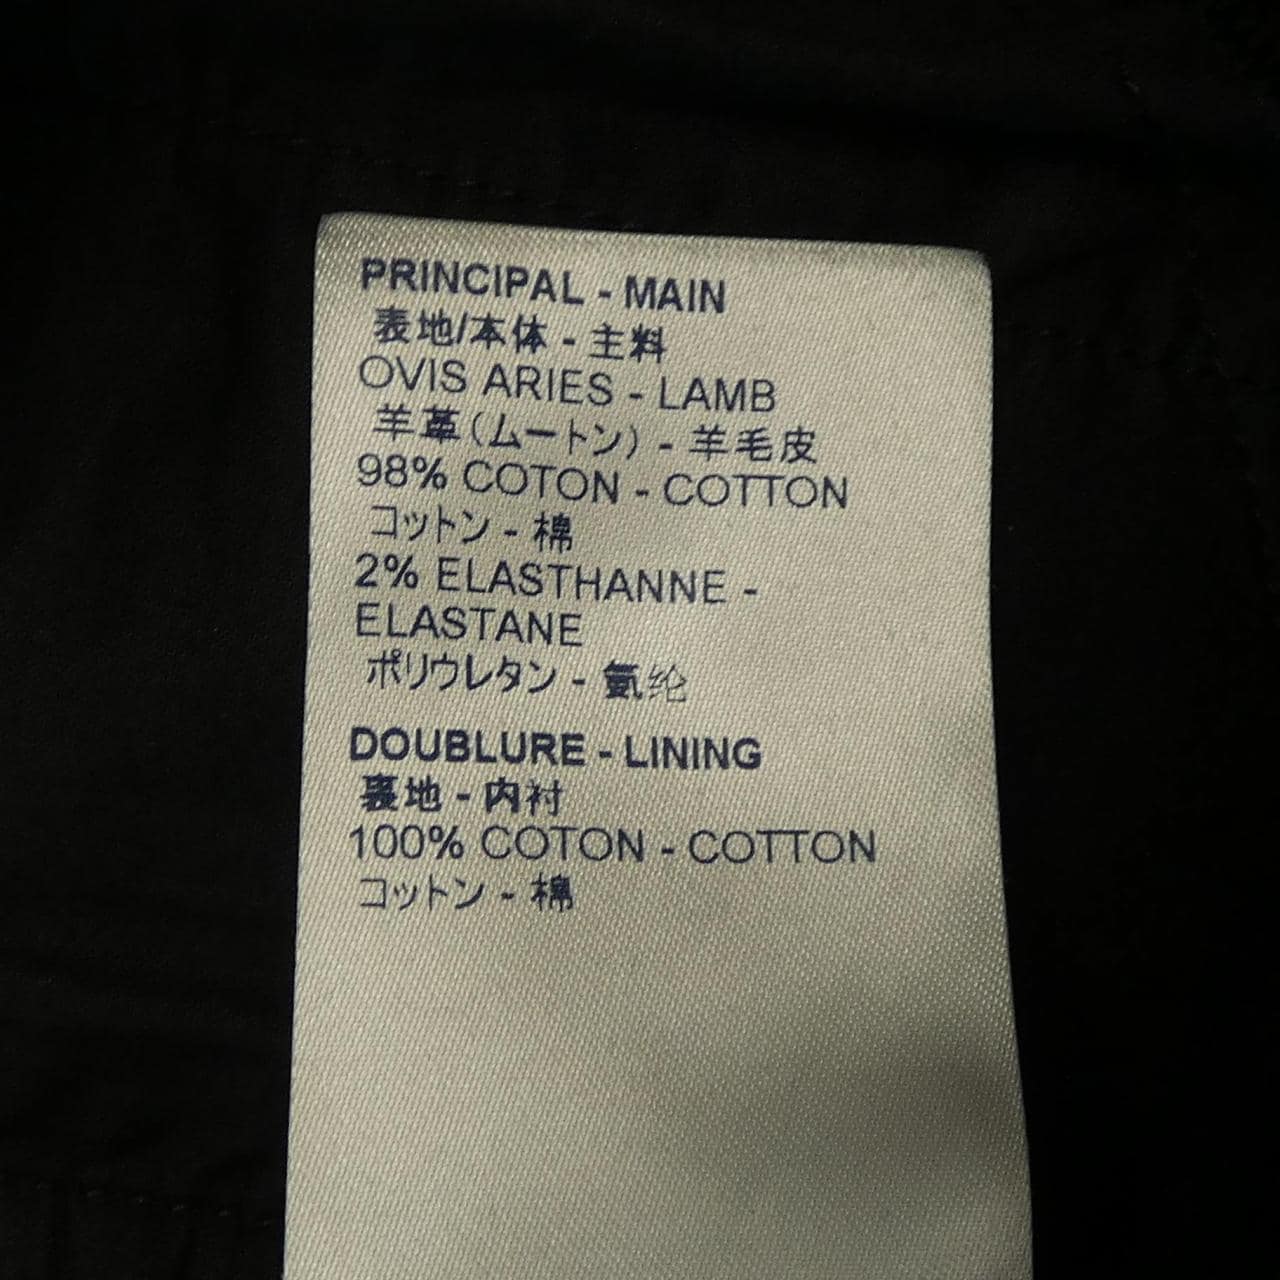 PRINCIPAL - MAIN
表地/本体 - 主料
OVIS ARIES - LAMB
羊革(ムートン) - 羊毛皮
98% COTON - COTTON
コットン - 棉
2% ELASTHANNE -
ELASTANE
ポリウレタン - 氨纶
DOUBLURE - LINING
裏地 - 内衬
100% COTON - COTTON
コットン - 棉